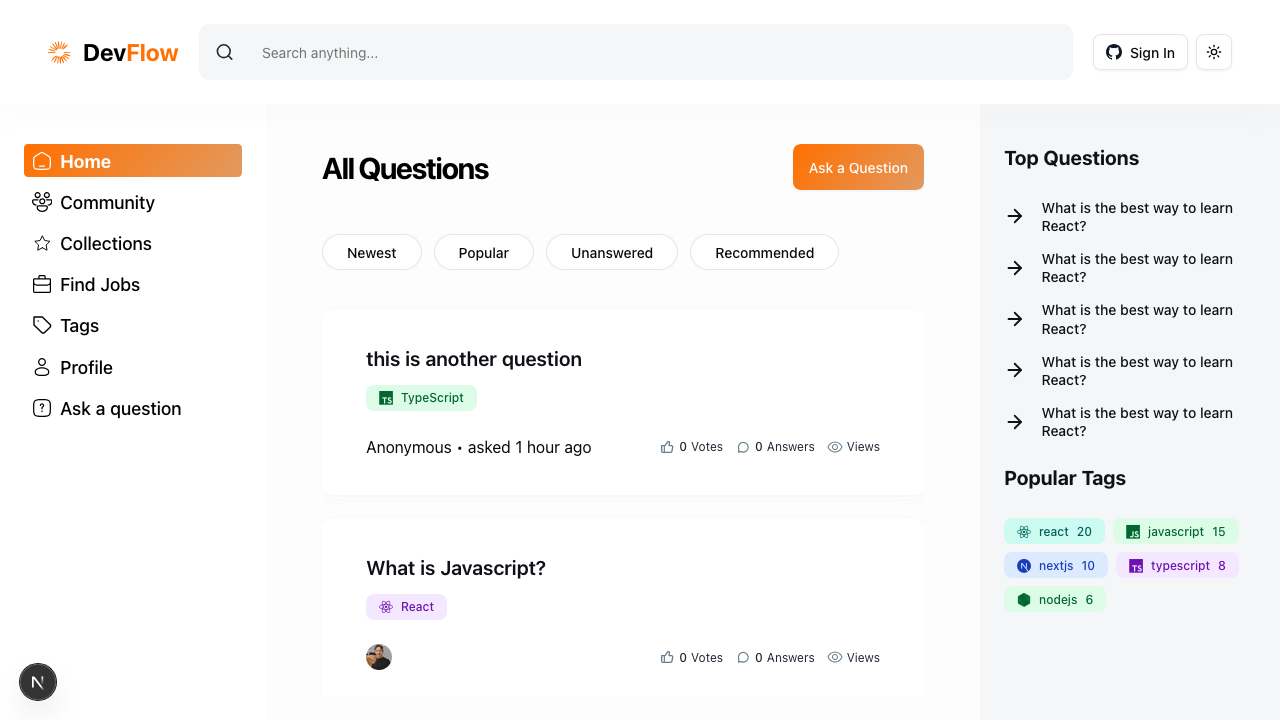 DevFlow
Search anything...
Sign In
Home
Community
Collections
Find Jobs
Tags
Profile
Ask a question
N
All Questions
Ask a Question
Newest
Popular
Unanswered
Recommended
this is another question
TS TypeScript
Anonymous • asked 1 hour ago
0 Votes
0 Answers
Views
What is Javascript?
React
0 Votes
0 Answers
Views
Top Questions
What is the best way to learn
React?
What is the best way to learn
React?
What is the best way to learn
React?
What is the best way to learn
React?
What is the best way to learn
React?
Popular Tags
react 20
JS javascript 15
N nextjs 10
TS typescript 8
nodejs 6